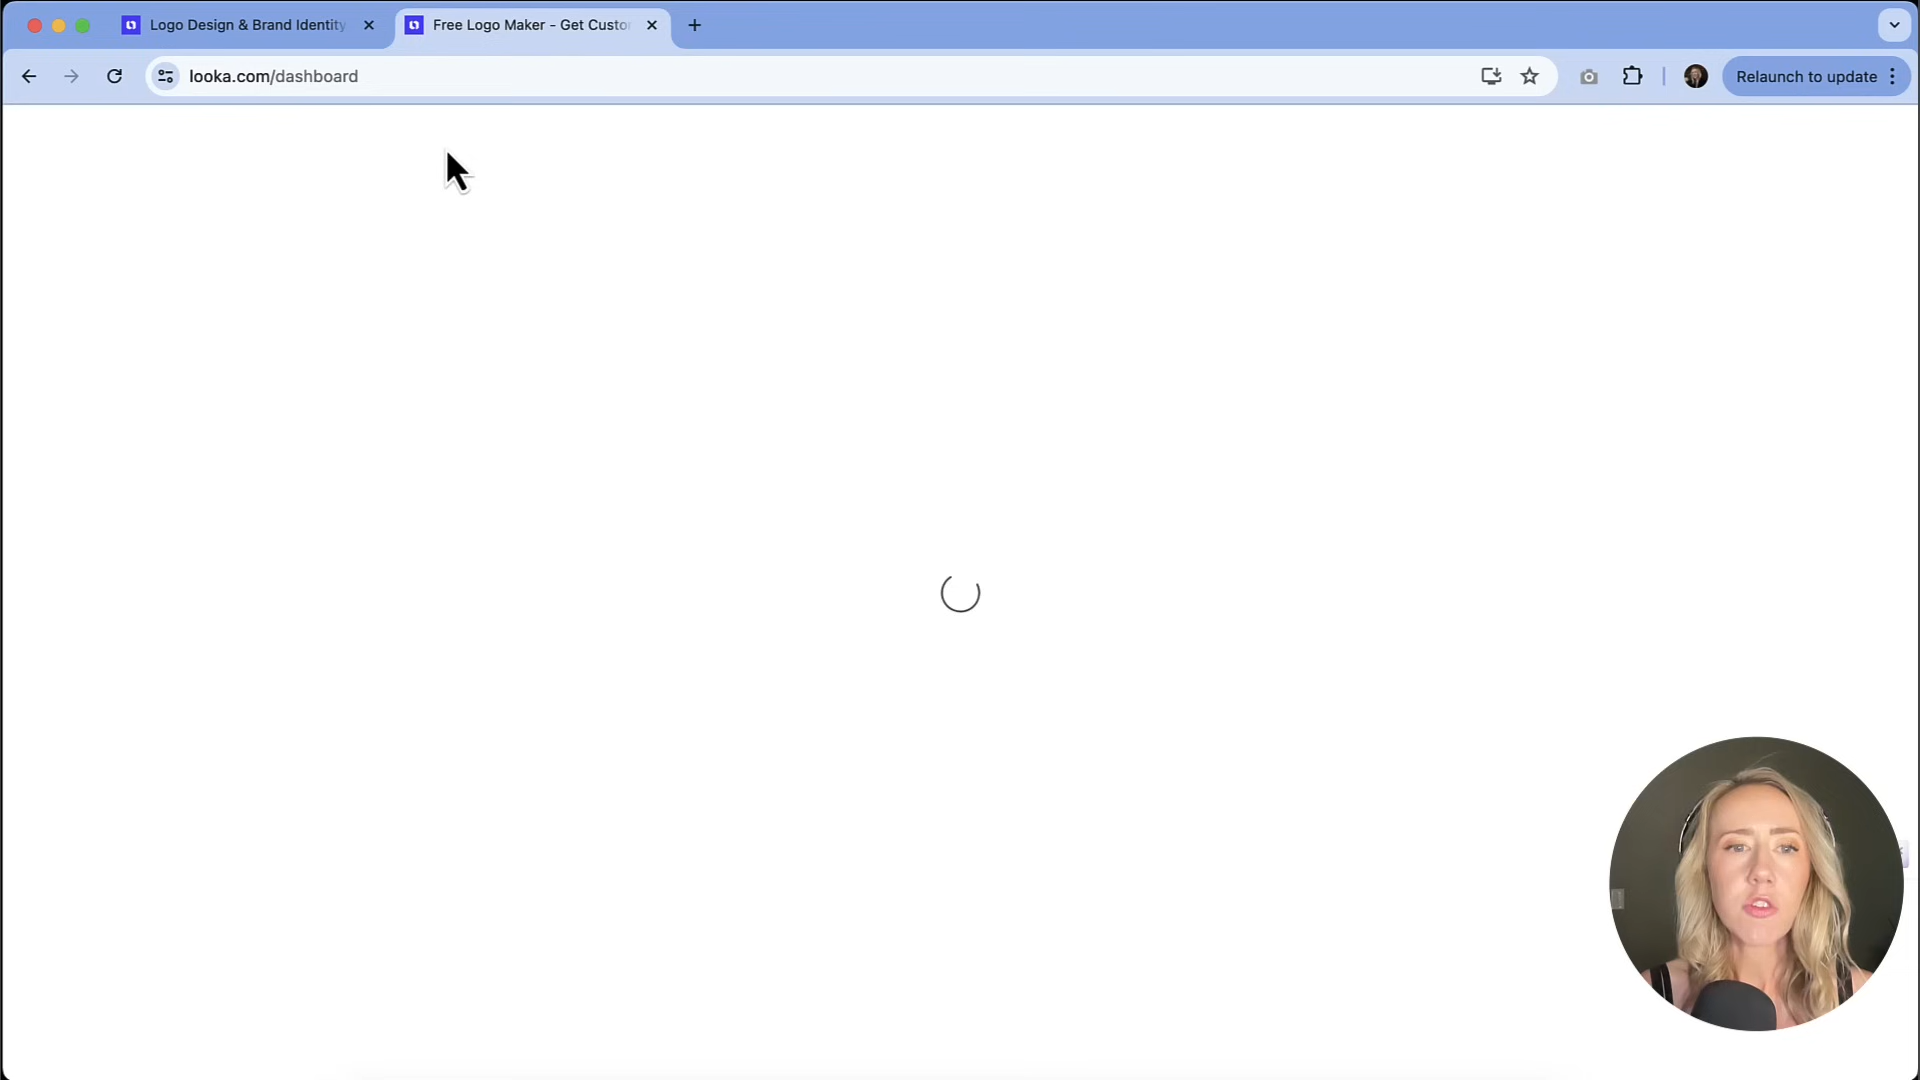 Logo Design & Brand Identity
Free Logo Maker - Get Custo
looka.com/dashboard
Relaunch to update